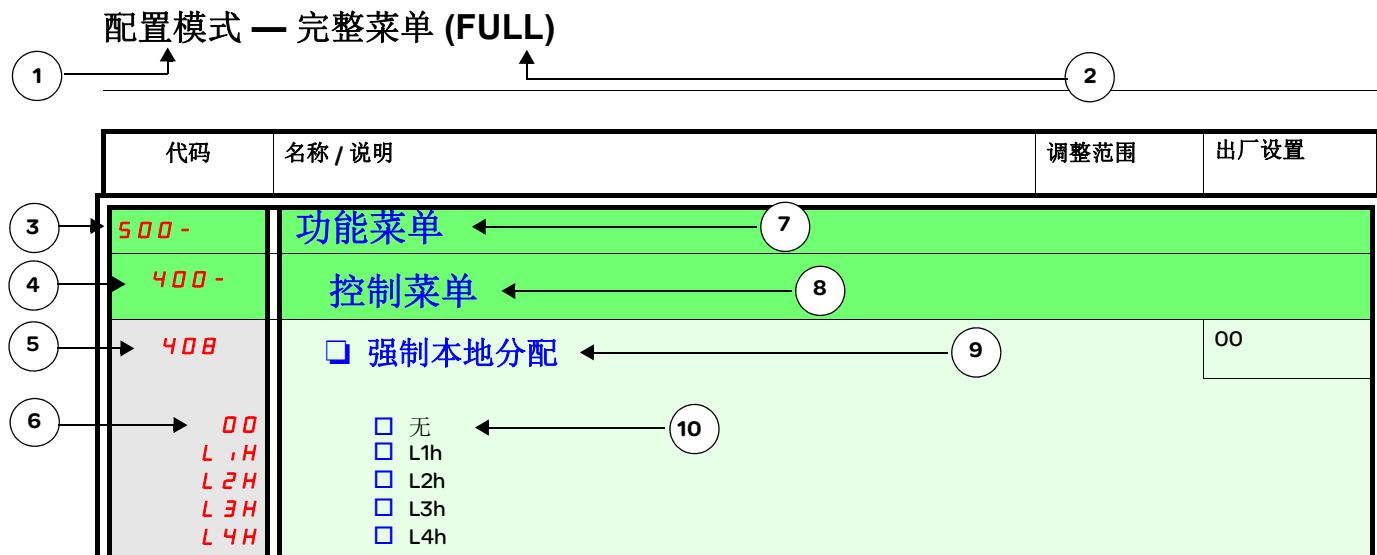 配置模式 — 完整菜单 (FULL)
1
2
代码 名称 / 说明 调整范围 出厂设置
3 500- 功能菜单 7
4 400- 控制菜单 8
5 408 ❏ 强制本地分配 9 00
6 00 □ 无 10
L1H □ L1h
L2H □ L2h
L3H □ L3h
L4H □ L4h